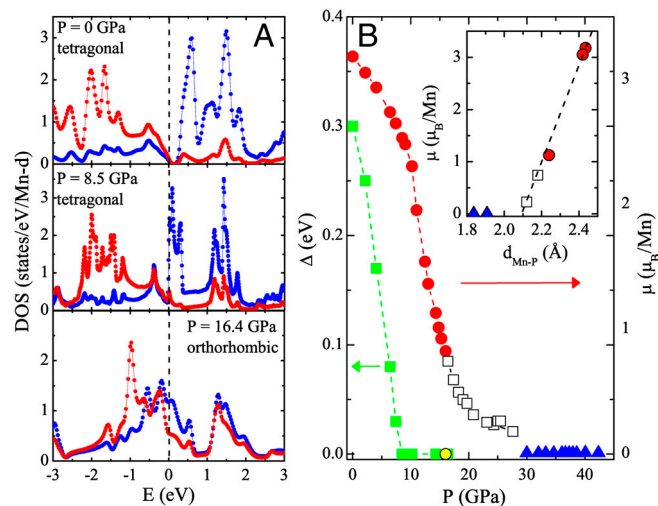 A
P = 0 GPa
tetragonal
3
2
1
0
P = 8.5 GPa
tetragonal
3
2
1
0
P = 16.4 GPa
orthorhombic
3
2
1
0
DOS (states/eV/Mn-d)
-3 -2 -1 0 1 2 3
E (eV)
B
0.4
0.3
0.2
0.1
0.0
Δ (eV)
0 10 20 30 40
P (GPa)
3
2
1
0
μ (μB/Mn)
3
2
1
0
μ (μB/Mn)
1.8 2.0 2.2 2.4
dMn-P (Å)